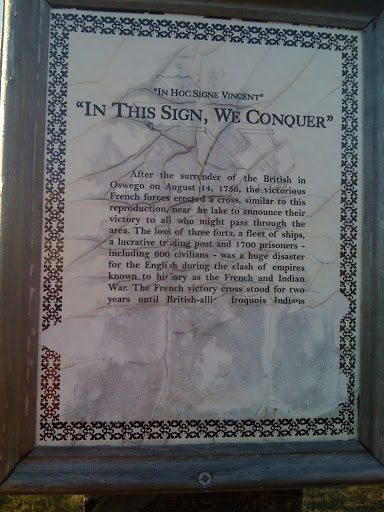 "In Hoc Signe Vincent"
"In This Sign, We Conquer"
After the surrender of the British in
Oswego on August 14, 1756, the victorious
French forces erected a cross, similar to this
reproduction, near the lake to announce their
victory to all who might pass through the
area. The loss of three forts, a fleet of ships,
a lucrative trading post and 1700 prisoners -
including 600 civilians - was a huge disaster
for the English during the clash of empires
known to history as the French and Indian
War. The French victory cross stood for two
years until British-alli Iroquois Indians